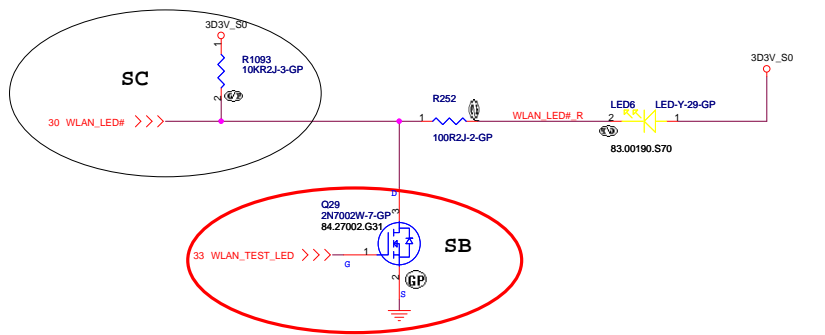 3D3V_S0
1
R1093
10KR2J-3-GP
SC
2
30 WLAN_LED#
3D3V_S0
R252
1
2
100R2J-2-GP
WLAN_LED#_R
LED6
LED-Y-29-GP
2
1
83.00190.S70
D
Q29
2N7002W-7-GP
84.27002.G31
3
SB
33 WLAN_TEST_LED
1
G
2
GP
S